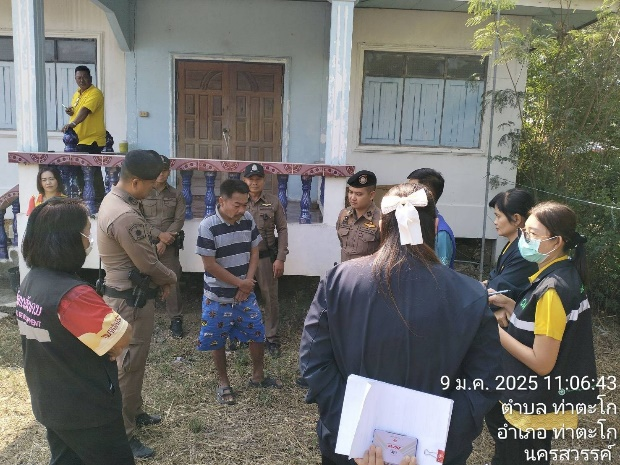 9 ม.ค. 2025 11:06:43
ตำบล ท่าตะโก
อำเภอ ท่าตะโก
นครสวรรค์